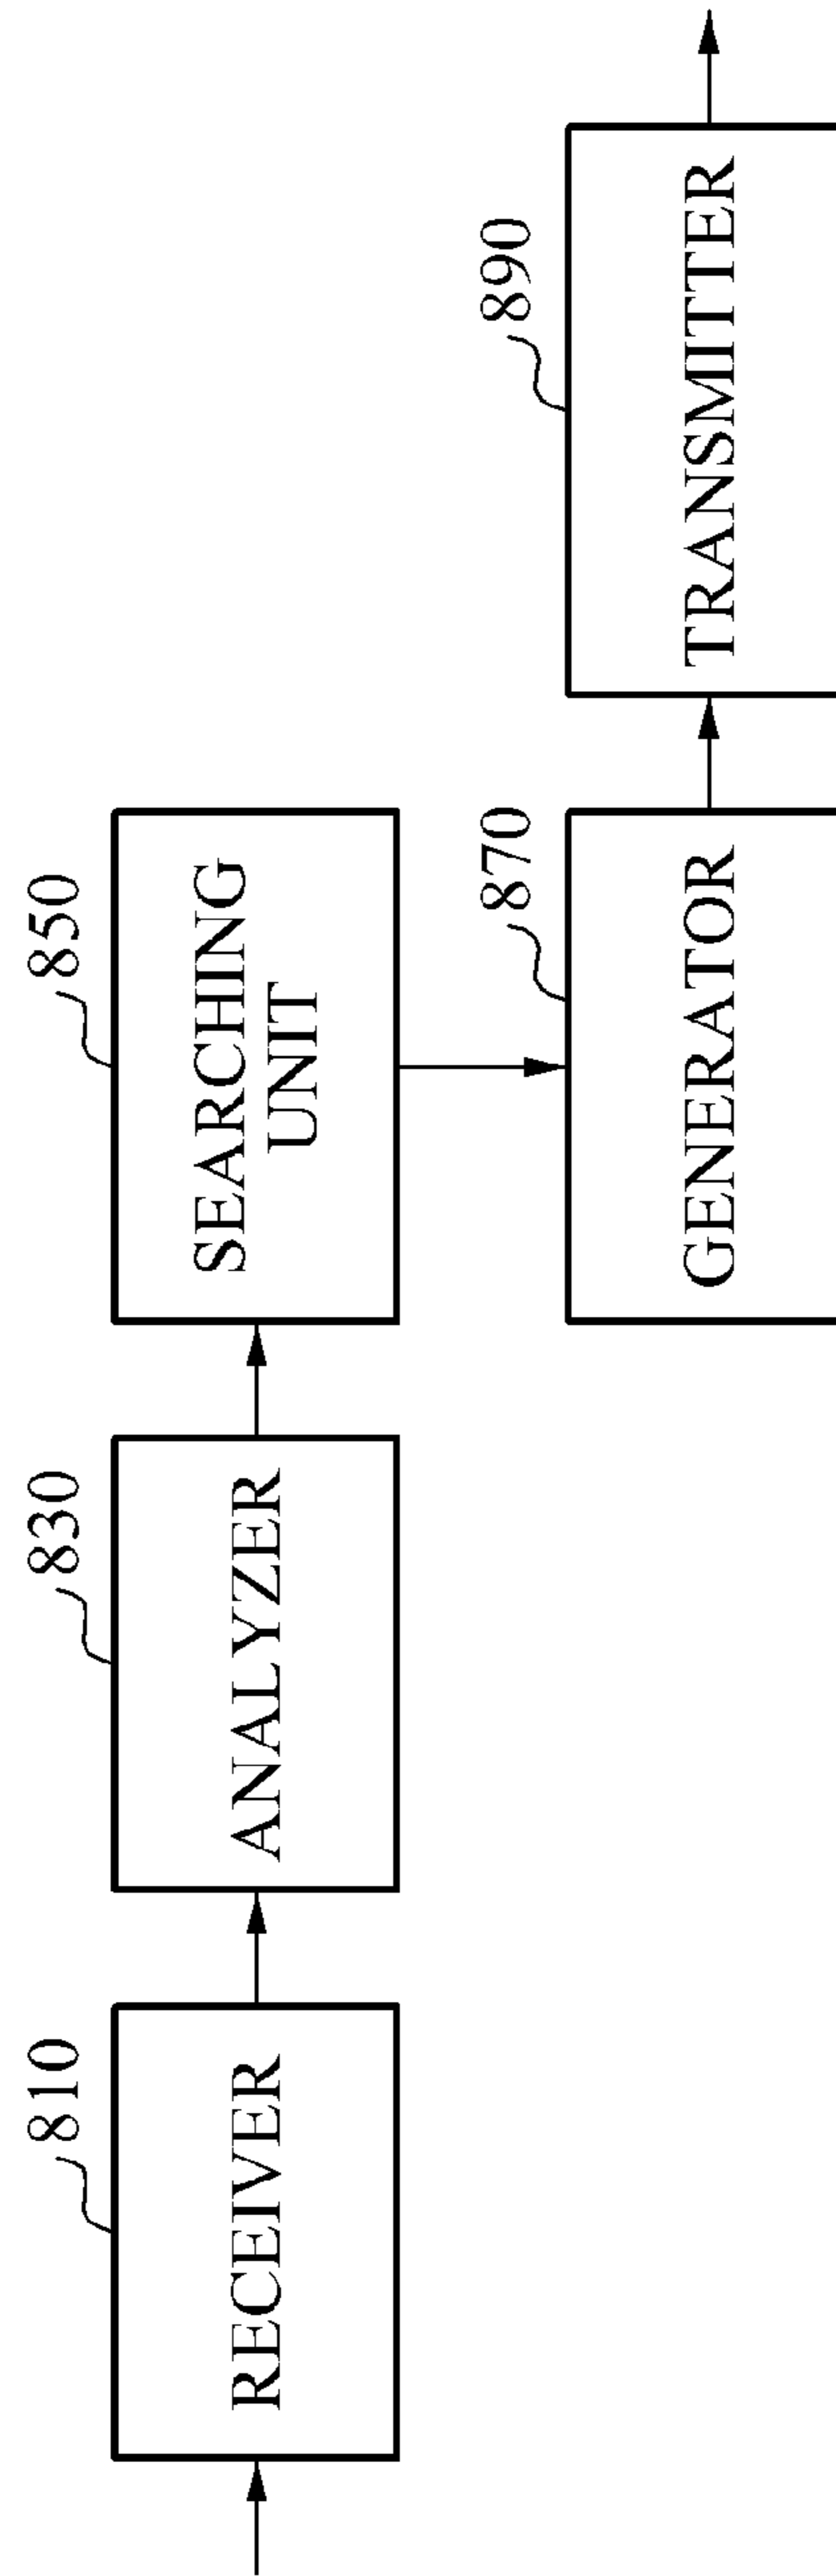 810
RECEIVER
830
ANALYZER
850
SEARCHING
UNIT
870
GENERATOR
890
TRANSMITTER